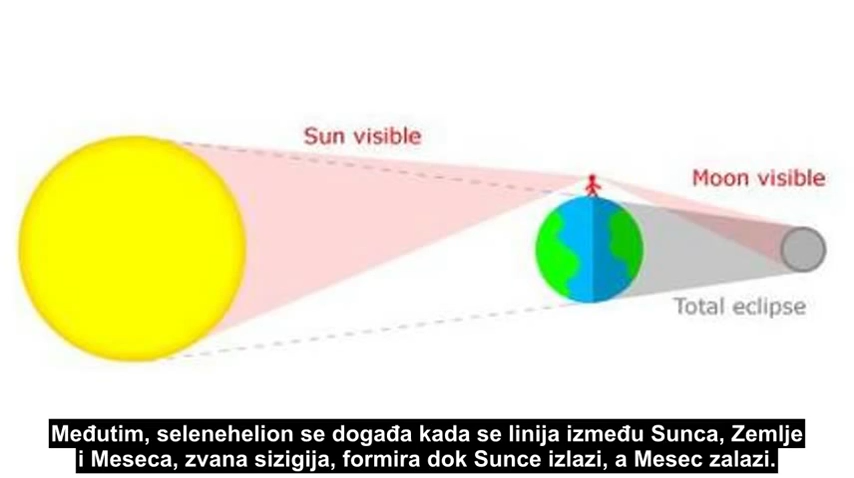 Sun visible
Moon visible
Total eclipse
Međutim, selenehelion se događa kada se linija između Sunca, Zemlje
i Meseca, zvana sizigija, formira dok Sunce izlazi, a Mesec zalazi.